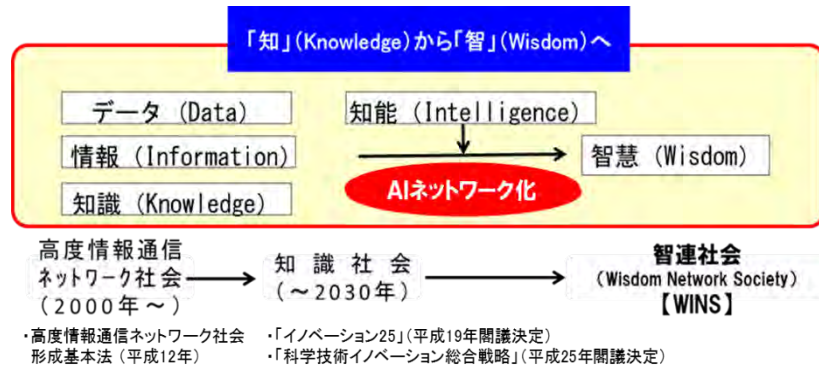 「知」(Knowledge)から「智」(Wisdom)へ
データ (Data)
知能 (Intelligence)
情報 (Information)
智慧 (Wisdom)
AIネットワーク化
知識 (Knowledge)
高度情報通信
ネットワーク社会
(2000年～)
知識社会
(～2030年)
智連社会
(Wisdom Network Society)
【WINS】
・高度情報通信ネットワーク社会
形成基本法 (平成12年)
・「イノベーション25」(平成19年閣議決定)
・「科学技術イノベーション総合戦略」(平成25年閣議決定)